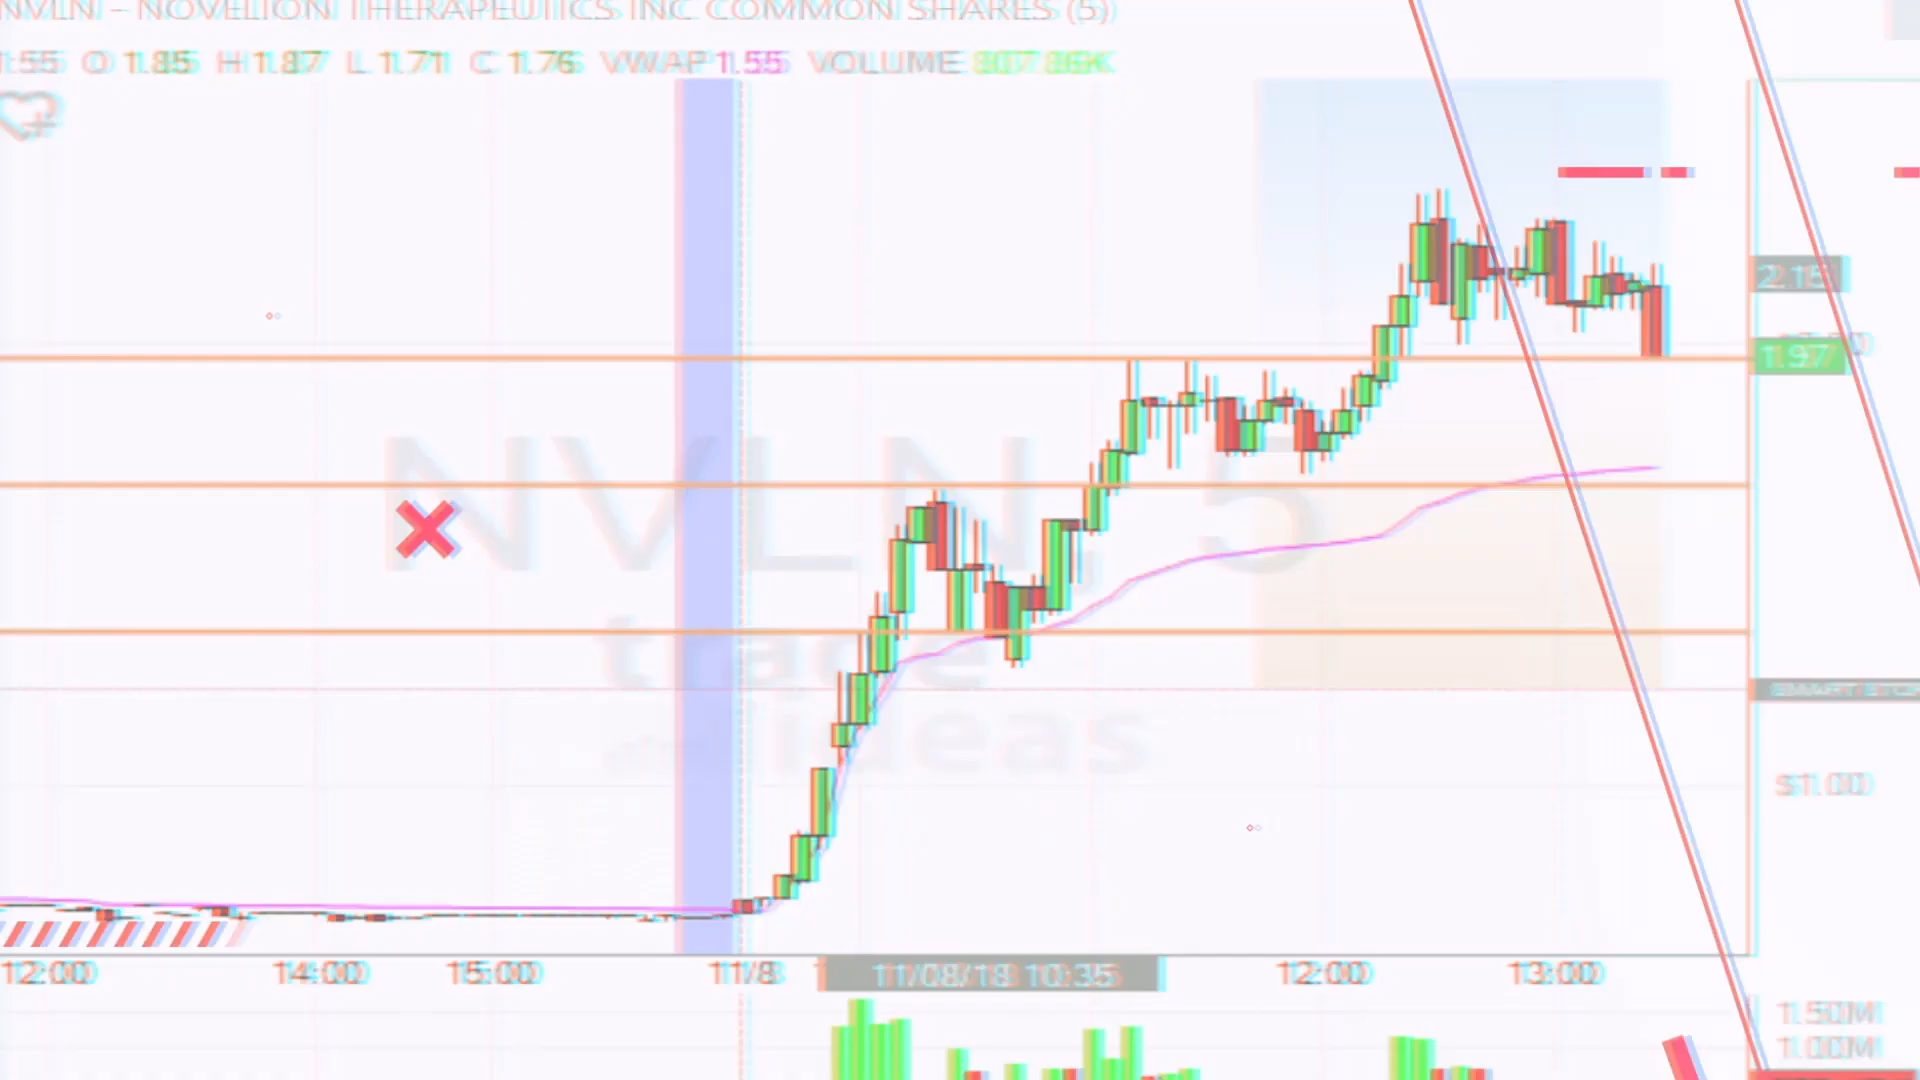 NVLN – NOVELION THERAPEUTICS INC COMMON SHARES (5)
1.55 O 1.85 H 1.87 L 1.71 C 1.76 VWAP 1.55 VOLUME 807.86K
2.15
1.97
NVLN, 5
trade
ideas
$1.00
12:00 14:00 15:00 11/8 11/08/18 10:35 12:00 13:00
1.50M
1.00M